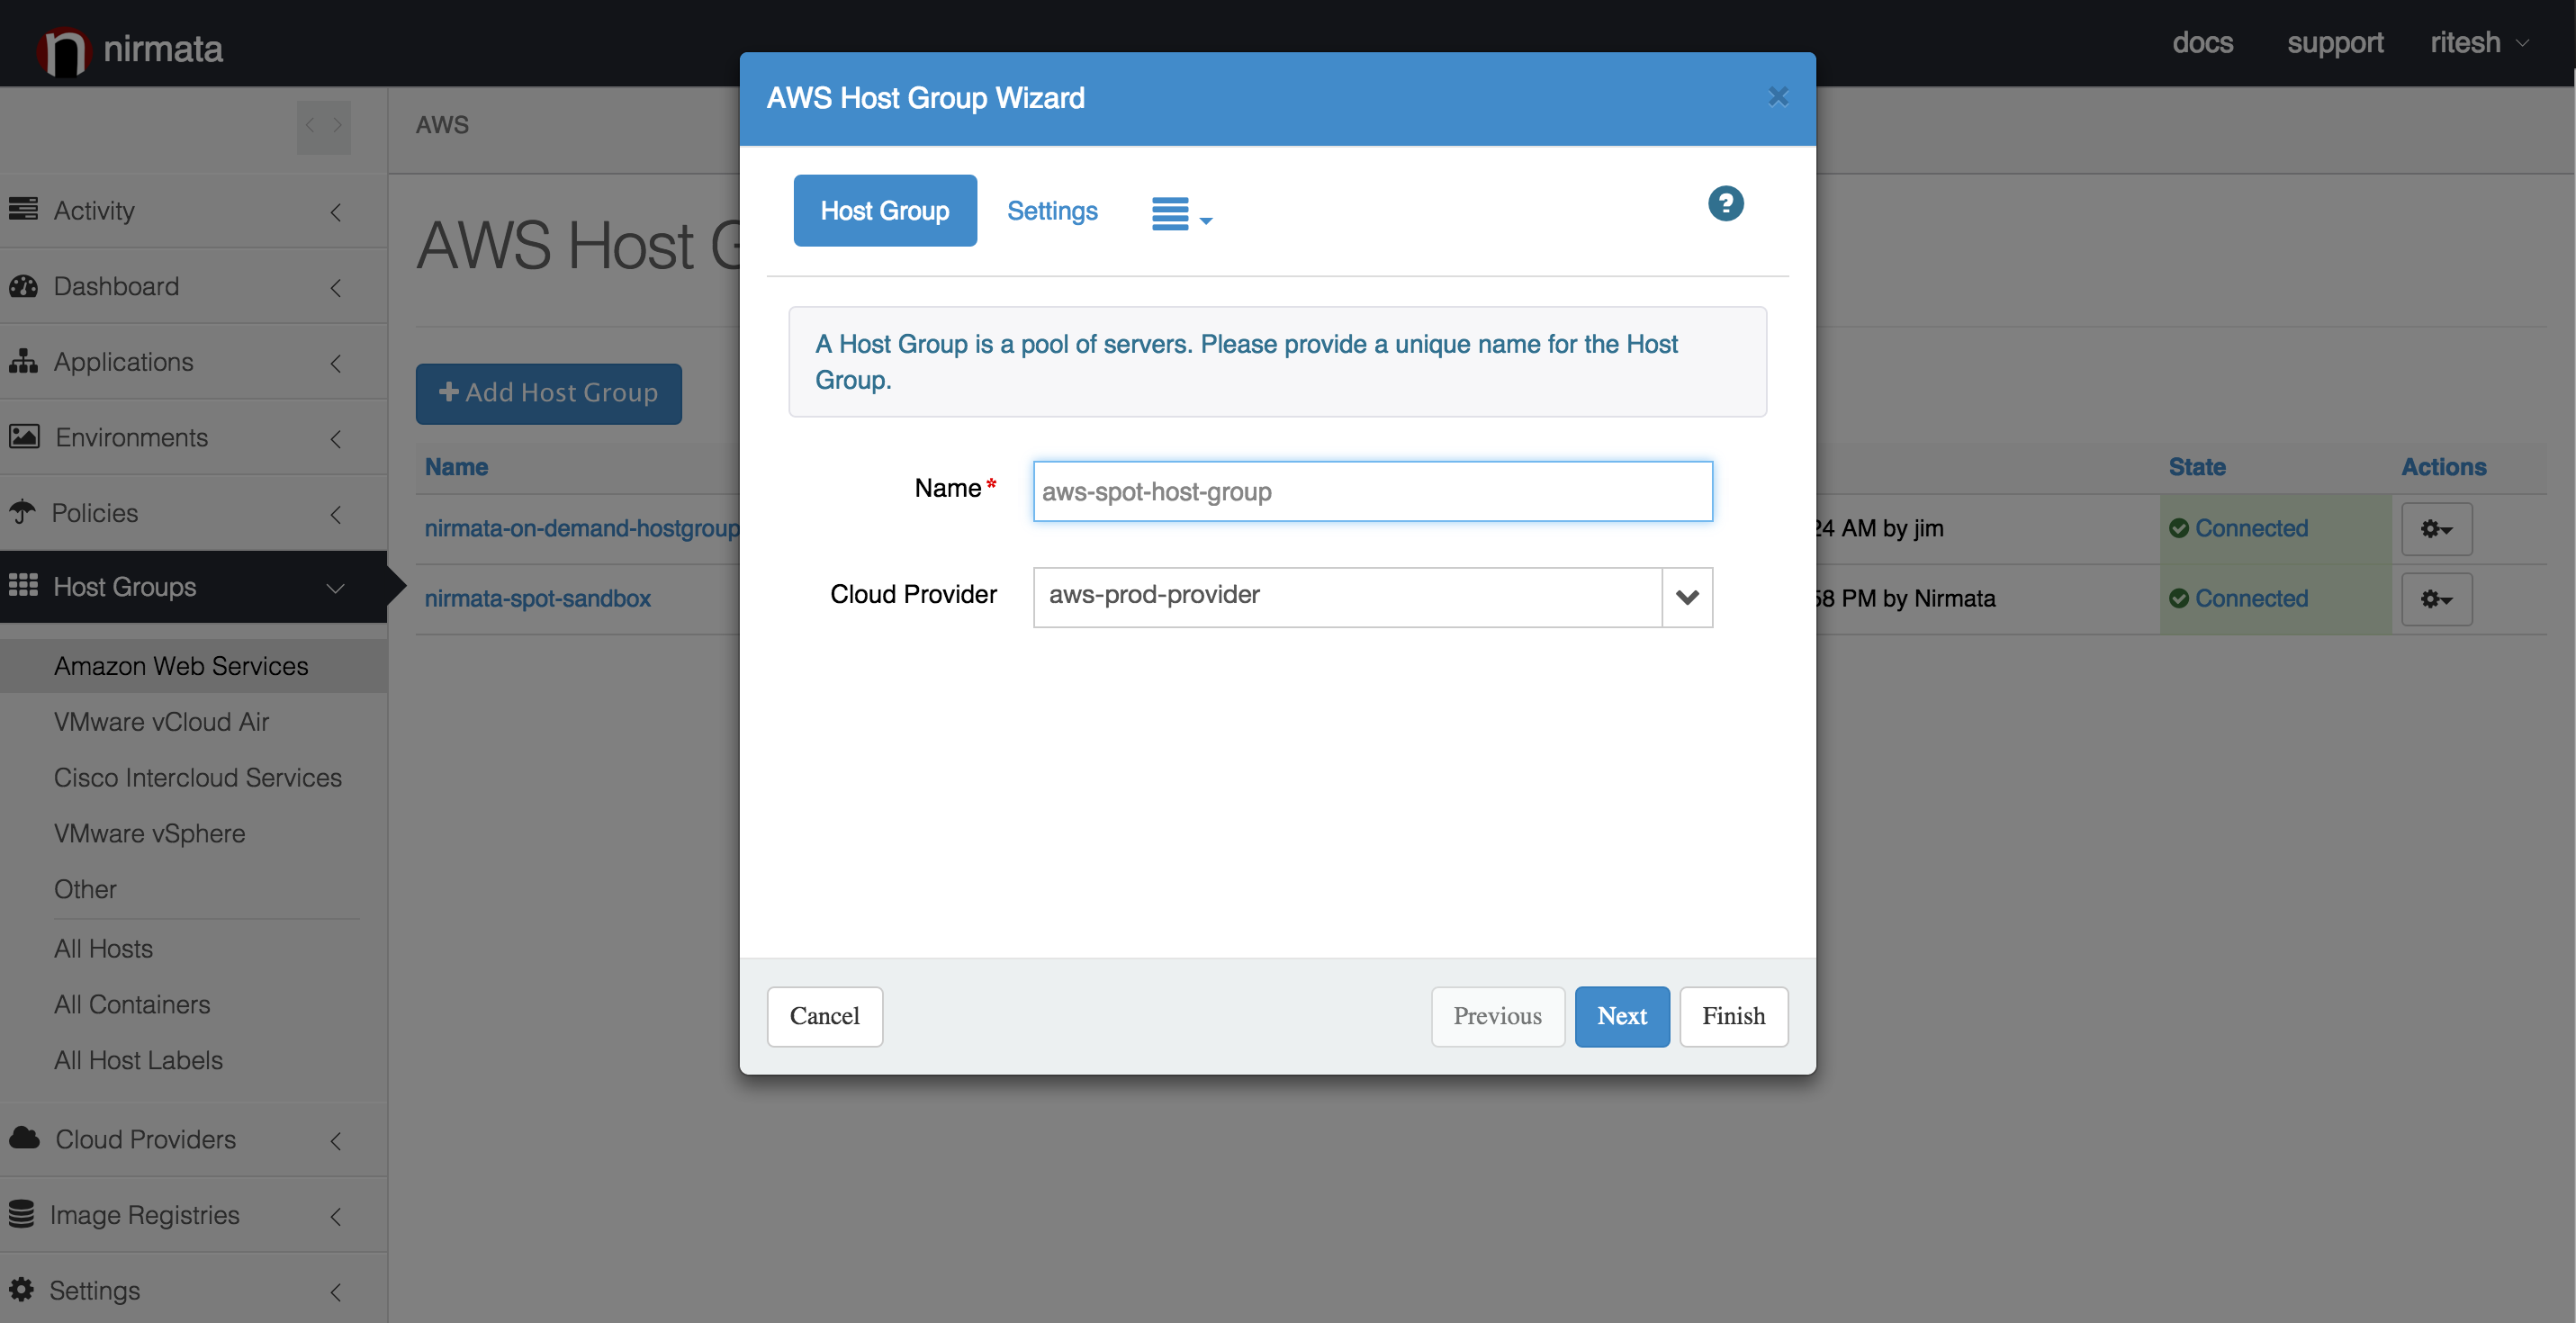 nirmata
docs support ritesh
AWS
Activity
Dashboard
Applications
Environments
Policies
Host Groups
Amazon Web Services
VMware vCloud Air
Cisco Intercloud Services
VMware vSphere
Other
All Hosts
All Containers
All Host Labels
Cloud Providers
Image Registries
Settings
AWS Host G
Add Host Group
Name State Actions
nirmata-on-demand-hostgroup 24 AM by jim Connected
nirmata-spot-sandbox 58 PM by Nirmata Connected
AWS Host Group Wizard
Host Group Settings
?
A Host Group is a pool of servers. Please provide a unique name for the Host
Group.
Name* aws-spot-host-group
Cloud Provider aws-prod-provider
Cancel Previous Next Finish